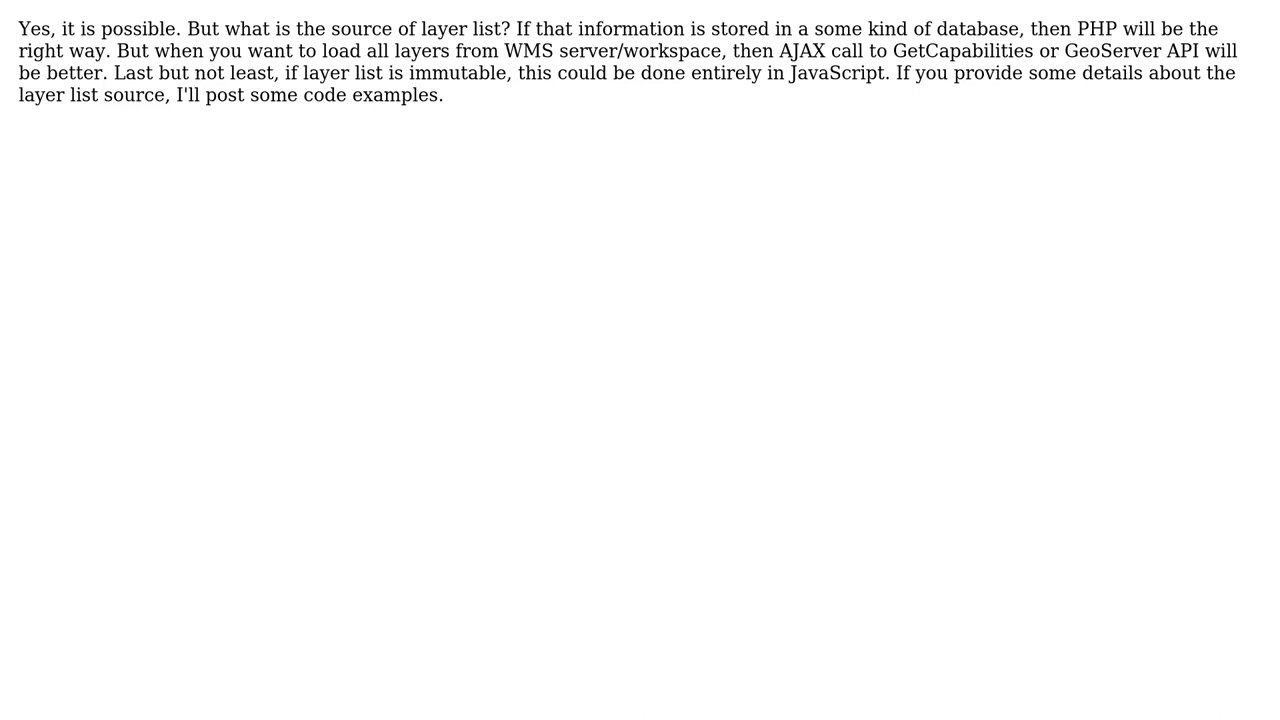 Yes, it is possible. But what is the source of layer list? If that information is stored in a some kind of database, then PHP will be the
right way. But when you want to load all layers from WMS server/workspace, then AJAX call to GetCapabilities or GeoServer API will
be better. Last but not least, if layer list is immutable, this could be done entirely in JavaScript. If you provide some details about the
layer list source, I'll post some code examples.